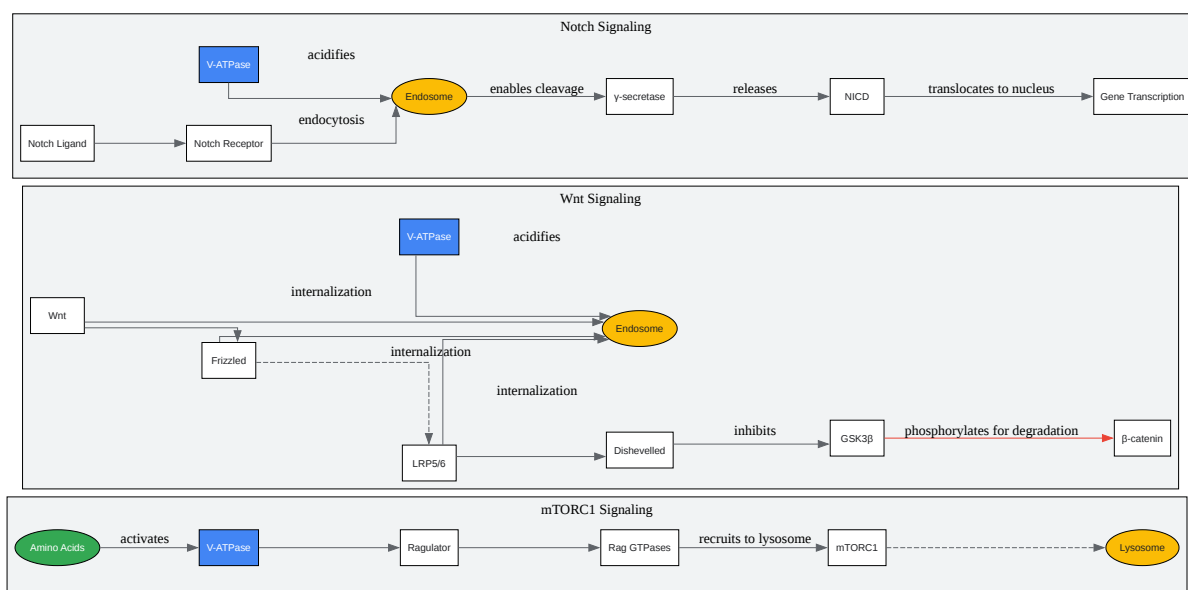 Notch Signaling
V-ATPase
acidifies
Endosome
enables cleavage
γ-secretase
releases
NICD
translocates to nucleus
Gene Transcription
endocytosis
Notch Ligand
Notch Receptor
Wnt Signaling
V-ATPase
acidifies
internalization
Wnt
Endosome
Frizzled
internalization
internalization
LRP5/6
Dishevelled
inhibits
GSK3β
phosphorylates for degradation
β-catenin
mTORC1 Signaling
Amino Acids
activates
V-ATPase
Ragulator
Rag GTPases
recruits to lysosome
mTORC1
Lysosome